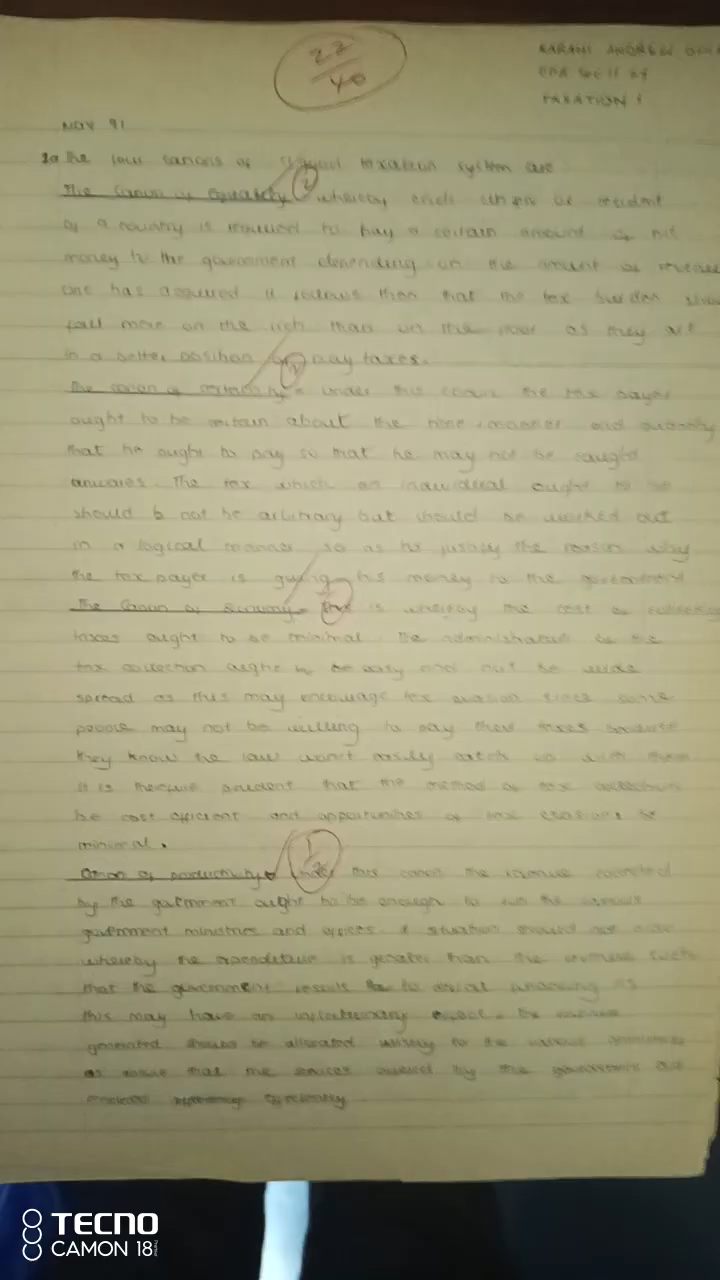 22
40
KARANI ANDREW
CPA Sec II
TAXATION 1
NOV 91
The four canons of a good taxation system are
The Canon of Equality whereby each resident
of a country is required to pay a certain amount of
money to the government depending on the amount of revenue
one has acquired. It follows then that the tax burden
fall more on the rich than on the poor as they are
in a better position to pay taxes.
The canon of certainty under this canon the tax payer
ought to be certain about the time, manner and quantity
that he ought to pay so that he may not be caught
unawares. The tax which an individual ought to
should not be arbitrary but should be worked out
in a logical manner so as to justify the reason why
the tax payer is giving his money to the government
The Canon of Economy is whereby the cost of collecting
taxes ought to be minimal. The administration of the
tax collection ought to be easy and not be wide
spread as this may encourage tax evasion since some
people may not be willing to pay their taxes because
they know the law won't easily catch up with them
it is therefore prudent that the method of tax collection
be cost efficient and opportunities of tax evasion be
minimal.
Canon of productivity under this canon the revenue collected
by the government ought to be enough to run the various
government ministries and offices. A situation should not
whereby the expenditure is greater than the
that the government results to financing as
this may have an inflationary effect. The revenue
generated should be allocated wisely to the various ministries
as ensure that the services offered by the government are
efficiently
TECNO
CAMON 18